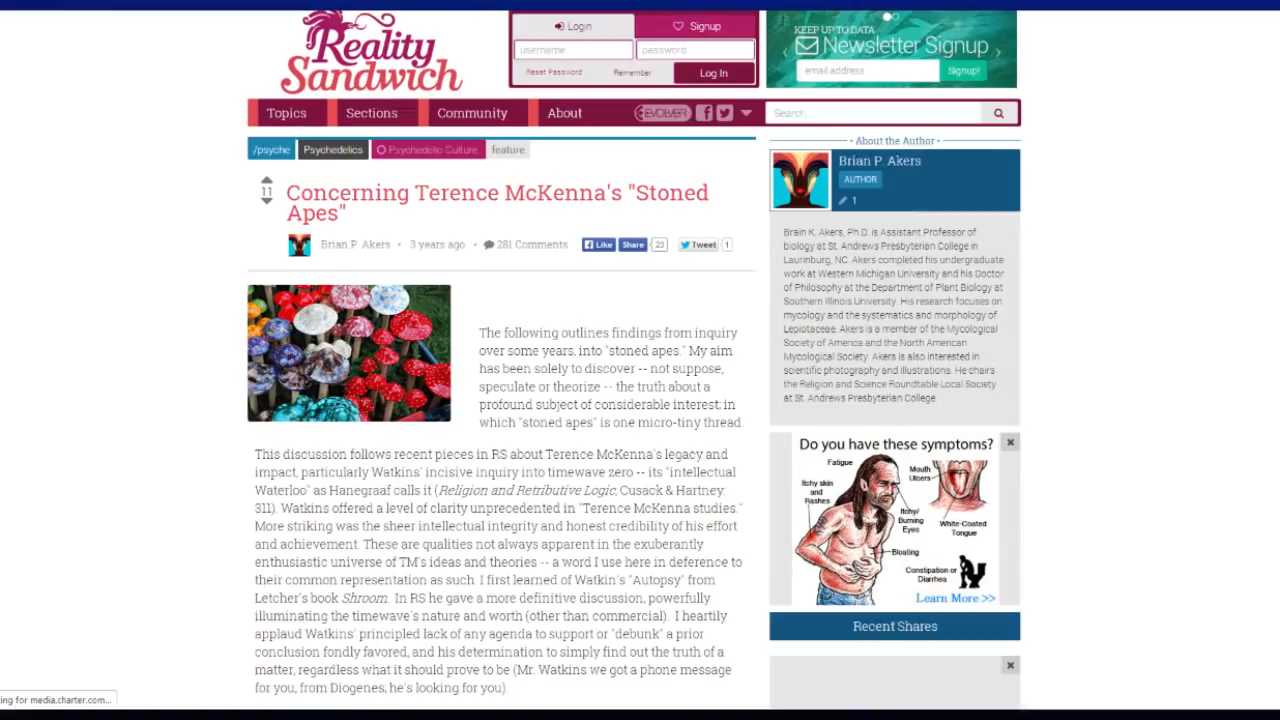 Reality
Sandwich
Login
Signup
username
password
Reset Password
Remember
Log In
KEEP UP TO DATA
Newsletter Signup
email address
Signup!
Topics
Sections
Community
About
EVOLVER
Search
/psyche
Psychedelics
Psychedelic Culture
feature
11
Concerning Terence McKenna's "Stoned
Apes"
Brian P. Akers • 3 years ago • 281 Comments
Like
Share
23
Tweet
1
The following outlines findings from inquiry
over some years, into "stoned apes." My aim
has been solely to discover -- not suppose,
speculate or theorize -- the truth about a
profound subject of considerable interest; in
which "stoned apes" is one micro-tiny thread.
This discussion follows recent pieces in RS about Terence McKenna's legacy and
impact, particularly Watkins' incisive inquiry into timewave zero -- its "intellectual
Waterloo" as Hanegraaf calls it (Religion and Retributive Logic, Cusack & Hartney:
311). Watkins offered a level of clarity unprecedented in "Terence McKenna studies."
More striking was the sheer intellectual integrity and honest credibility of his effort
and achievement. These are qualities not always apparent in the exuberantly
enthusiastic universe of TM's ideas and theories -- a word I use here in deference to
their common representation as such. I first learned of Watkin's "Autopsy" from
Letcher's book Shroom. In RS he gave a more definitive discussion, powerfully
illuminating the timewave's nature and worth (other than commercial). I heartily
applaud Watkins' principled lack of any agenda to support or "debunk" a prior
conclusion fondly favored, and his determination to simply find out the truth of a
matter, regardless what it should prove to be (Mr. Watkins we got a phone message
for you, from Diogenes; he's looking for you).
• About the Author •
Brian P. Akers
AUTHOR
1
Brain K. Akers, Ph.D. is Assistant Professor of
biology at St. Andrews Presbyterian College in
Laurinburg, NC. Akers completed his undergraduate
work at Western Michigan University and his Doctor
of Philosophy at the Department of Plant Biology at
Southern Illinois University. His research focuses on
mycology and the systematics and morphology of
Lepiotaceae. Akers is a member of the Mycological
Society of America and the North American
Mycological Society. Akers is also interested in
scientific photography and illustrations. He chairs
the Religion and Science Roundtable Local Society
at St. Andrews Presbyterian College.
Do you have these symptoms?
Fatigue
Mouth
Ulcers
Itchy skin
and
Rashes
Itchy/
Burning
Eyes
White-Coated
Tongue
Bloating
Constipation or
Diarrhea
Learn More >>
Recent Shares
ing for media.charter.com...